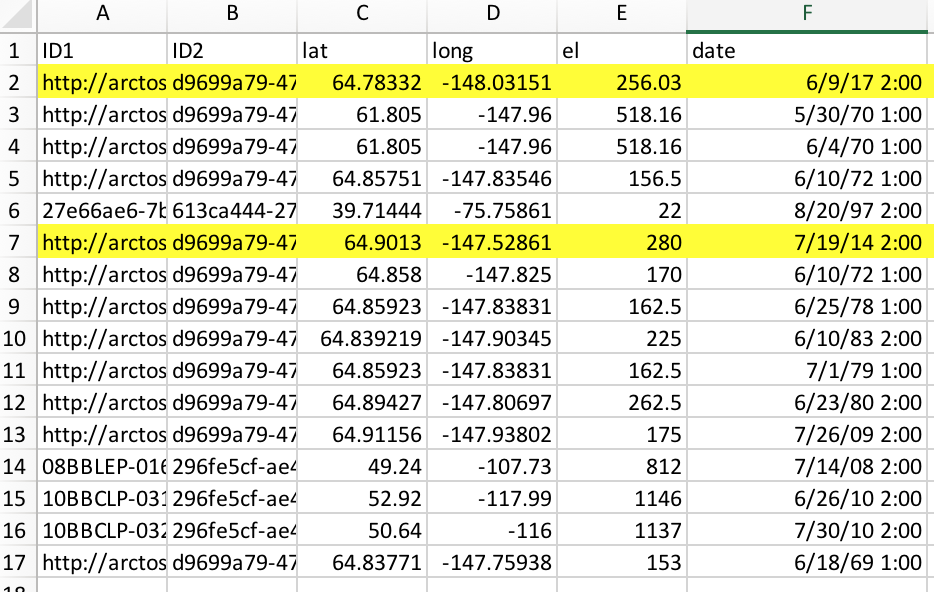 A B C D E F
1 ID1 ID2 lat long el date
2 http://arctos d9699a79-47 64.78332 -148.03151 256.03 6/9/17 2:00
3 http://arctos d9699a79-47 61.805 -147.96 518.16 5/30/70 1:00
4 http://arctos d9699a79-47 61.805 -147.96 518.16 6/4/70 1:00
5 http://arctos d9699a79-47 64.85751 -147.83546 156.5 6/10/72 1:00
6 27e66ae6-7b 613ca444-27 39.71444 -75.75861 22 8/20/97 2:00
7 http://arctos d9699a79-47 64.9013 -147.52861 280 7/19/14 2:00
8 http://arctos d9699a79-47 64.858 -147.825 170 6/10/72 1:00
9 http://arctos d9699a79-47 64.85923 -147.83831 162.5 6/25/78 1:00
10 http://arctos d9699a79-47 64.839219 -147.90345 225 6/10/83 2:00
11 http://arctos d9699a79-47 64.85923 -147.83831 162.5 7/1/79 1:00
12 http://arctos d9699a79-47 64.89427 -147.80697 262.5 6/23/80 2:00
13 http://arctos d9699a79-47 64.91156 -147.93802 175 7/26/09 2:00
14 08BBLEP-016 296fe5cf-ae4 49.24 -107.73 812 7/14/08 2:00
15 10BBCLP-031 296fe5cf-ae4 52.92 -117.99 1146 6/26/10 2:00
16 10BBCLP-032 296fe5cf-ae4 50.64 -116 1137 7/30/10 2:00
17 http://arctos d9699a79-47 64.83771 -147.75938 153 6/18/69 1:00
18